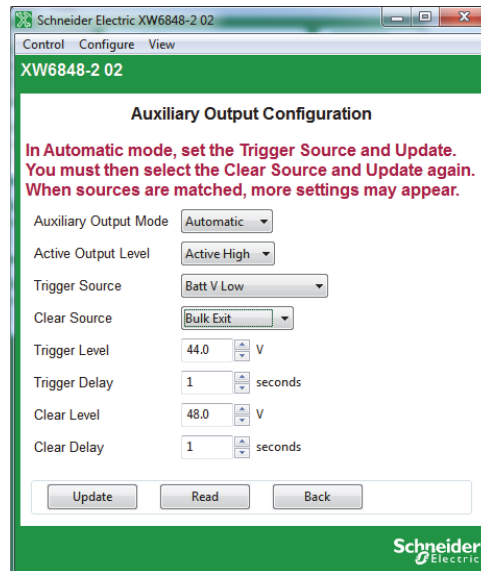 Schneider Electric XW6848-2 02
Control Configure View
XW6848-2 02
Auxiliary Output Configuration
In Automatic mode, set the Trigger Source and Update.
You must then select the Clear Source and Update again.
When sources are matched, more settings may appear.
Auxiliary Output Mode Automatic
Active Output Level Active High
Trigger Source Batt V Low
Clear Source Bulk Exit
Trigger Level 44.0 V
Trigger Delay 1 seconds
Clear Level 48.0 V
Clear Delay 1 seconds
Update Read Back
Schneider
Electric